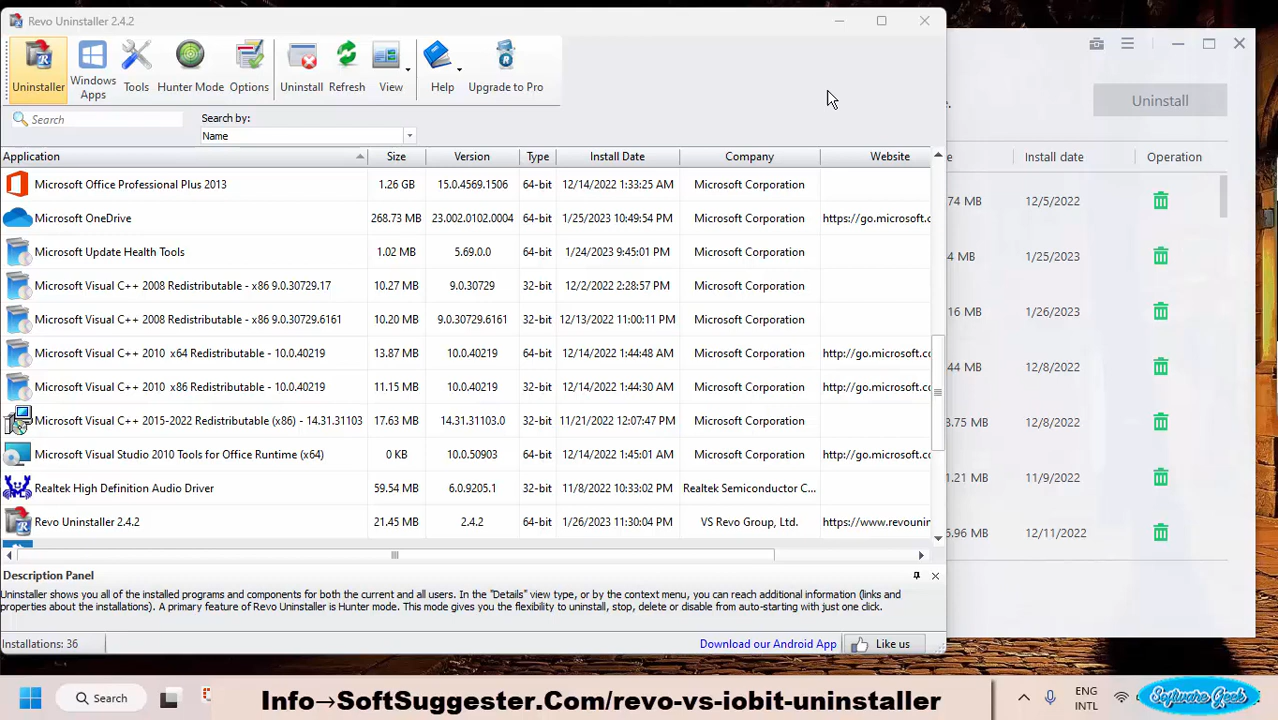 Revo Uninstaller 2.4.2
Uninstaller
Windows Apps
Tools
Hunter Mode
Options
Uninstall
Refresh
View
Help
Upgrade to Pro
Search
Search by:
Name
Application Size Version Type Install Date Company Website
Microsoft Office Professional Plus 2013 1.26 GB 15.0.4569.1506 64-bit 12/14/2022 1:33:25 AM Microsoft Corporation
Microsoft OneDrive 268.73 MB 23.002.0102.0004 64-bit 1/25/2023 10:49:54 PM Microsoft Corporation https://go.microsoft.c
Microsoft Update Health Tools 1.02 MB 5.69.0.0 64-bit 1/24/2023 9:45:01 PM Microsoft Corporation
Microsoft Visual C++ 2008 Redistributable - x86 9.0.30729.17 10.27 MB 9.0.30729 32-bit 12/2/2022 2:28:57 PM Microsoft Corporation
Microsoft Visual C++ 2008 Redistributable - x86 9.0.30729.6161 10.20 MB 9.0.30729.6161 32-bit 12/13/2022 11:00:11 PM Microsoft Corporation
Microsoft Visual C++ 2010 x64 Redistributable - 10.0.40219 13.87 MB 10.0.40219 64-bit 12/14/2022 1:44:48 AM Microsoft Corporation http://go.microsoft.cc
Microsoft Visual C++ 2010 x86 Redistributable - 10.0.40219 11.15 MB 10.0.40219 32-bit 12/14/2022 1:44:30 AM Microsoft Corporation http://go.microsoft.cc
Microsoft Visual C++ 2015-2022 Redistributable (x86) - 14.31.31103 17.63 MB 14.31.31103.0 32-bit 11/21/2022 12:07:47 PM Microsoft Corporation
Microsoft Visual Studio 2010 Tools for Office Runtime (x64) 0 KB 10.0.50903 64-bit 12/14/2022 1:45:01 AM Microsoft Corporation http://go.microsoft.cc
Realtek High Definition Audio Driver 59.54 MB 6.0.9205.1 32-bit 11/8/2022 10:33:02 PM Realtek Semiconductor C...
Revo Uninstaller 2.4.2 21.45 MB 2.4.2 64-bit 1/26/2023 11:30:04 PM VS Revo Group, Ltd. https://www.revounin
Description Panel
Uninstaller shows you all of the installed programs and components for both the current and all users. In the "Details" view type, or by the context menu, you can reach additional information (links and
properties about the installations). A primary feature of Revo Uninstaller is Hunter mode. This mode gives you the flexibility to uninstall, stop, delete or disable from auto-starting with just one click.
Installations: 36
Download our Android App
Like us
e.
Uninstall
e Install date Operation
74 MB 12/5/2022
4 MB 1/25/2023
16 MB 1/26/2023
44 MB 12/8/2022
3.75 MB 12/8/2022
1.21 MB 11/9/2022
5.96 MB 12/11/2022
Search
Info→SoftSuggester.Com/revo-vs-iobit-uninstaller
ENG
INTL
Software Geek